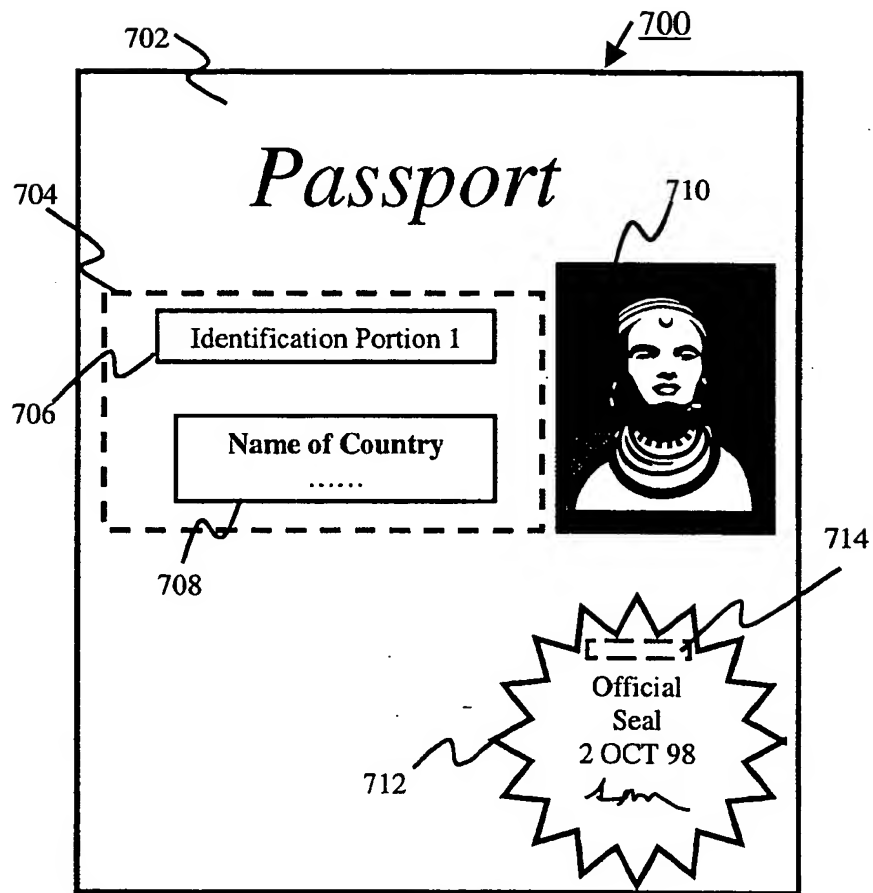 702
700
Passport
704
710
Identification Portion 1
706
Name of Country
......
708
714
Official
Seal
2 OCT 98
712